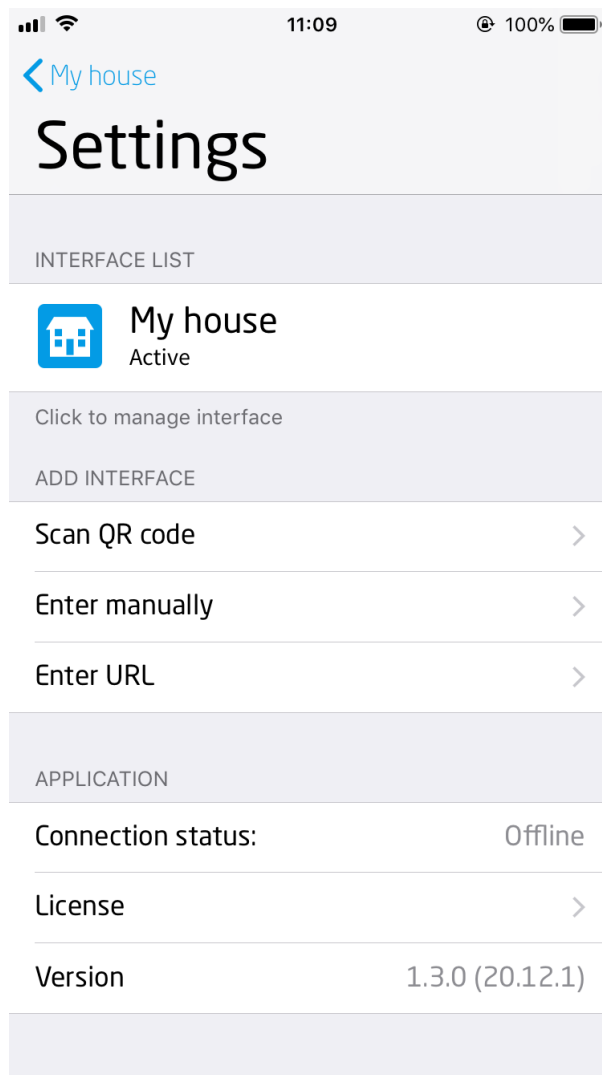 11:09
100%
My house
Settings
INTERFACE LIST
My house
Active
Click to manage interface
ADD INTERFACE
Scan QR code
Enter manually
Enter URL
APPLICATION
Connection status: Offline
License
Version 1.3.0 (20.12.1)